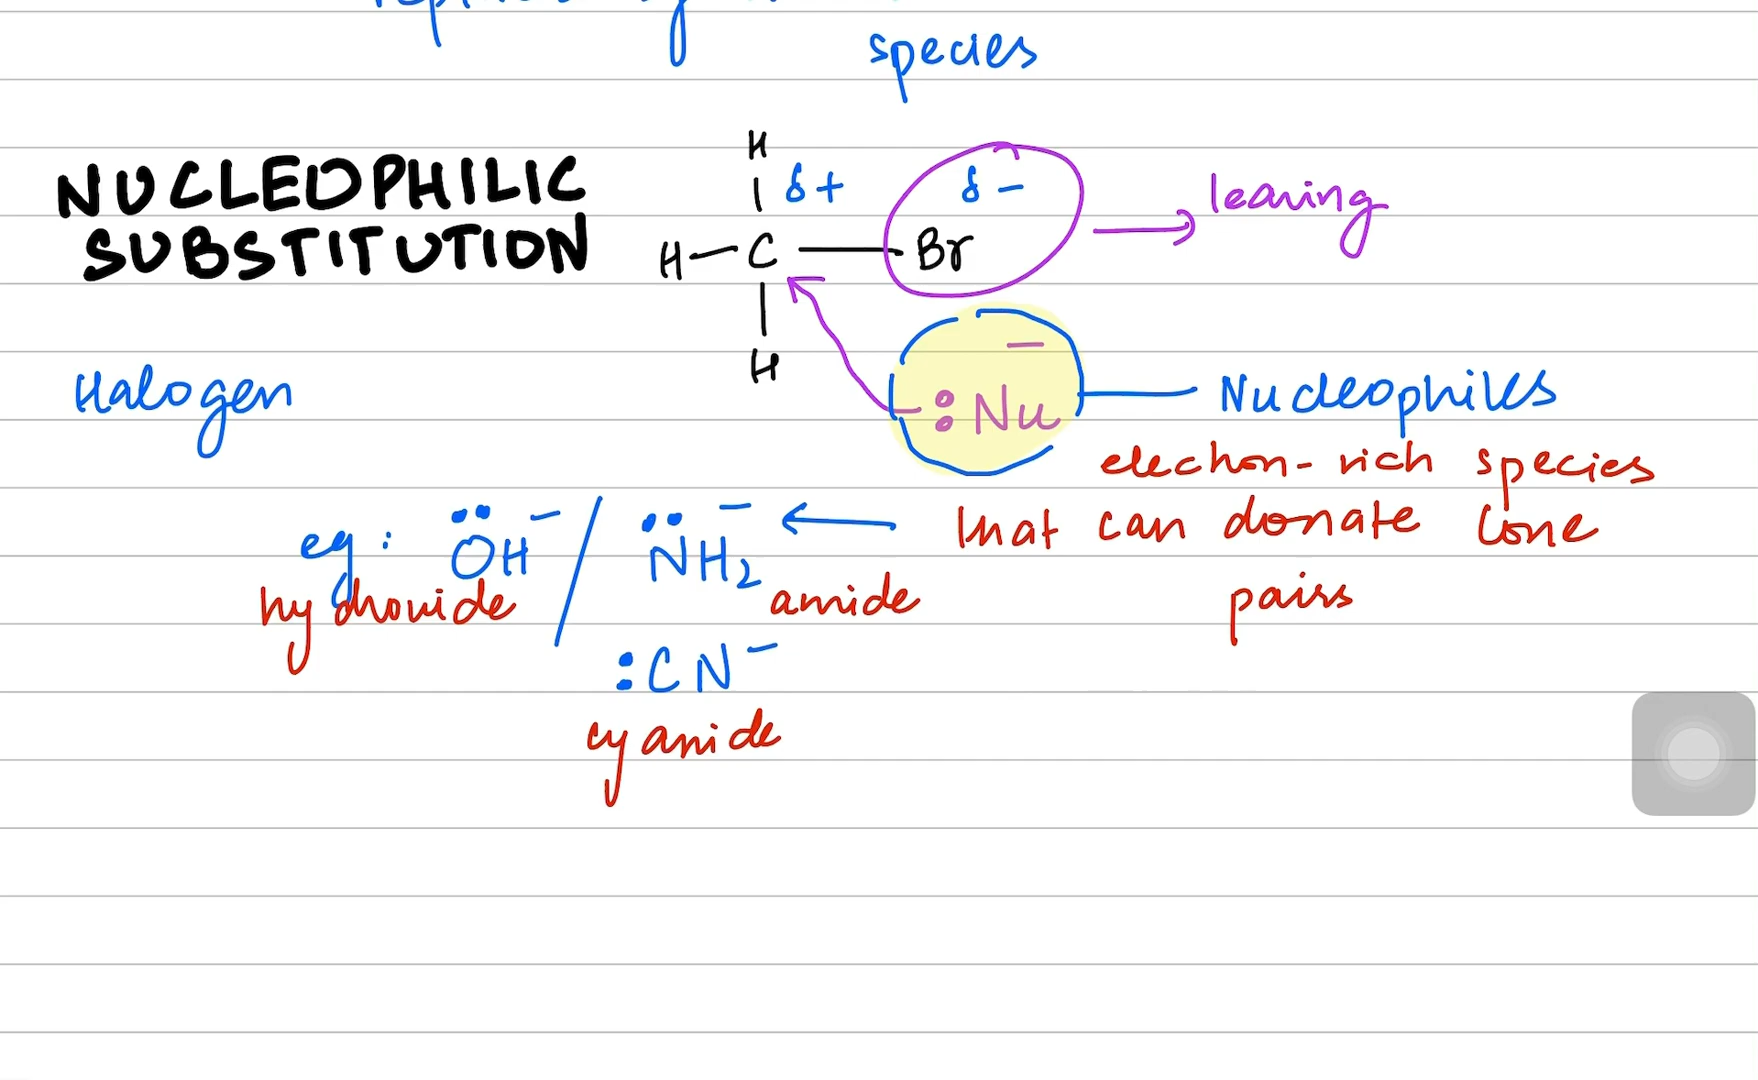 species
NUCLEOPHILIC
SUBSTITUTION
H
| δ+ δ-
H-C-Br → leaving
|
H
Halogen
:Nu⁻ — Nucleophiles
electron-rich species
that can donate lone
pairs
eg: ÖH⁻ / N̈H₂⁻ ←
hydroxide amide
:CN⁻
cyanide